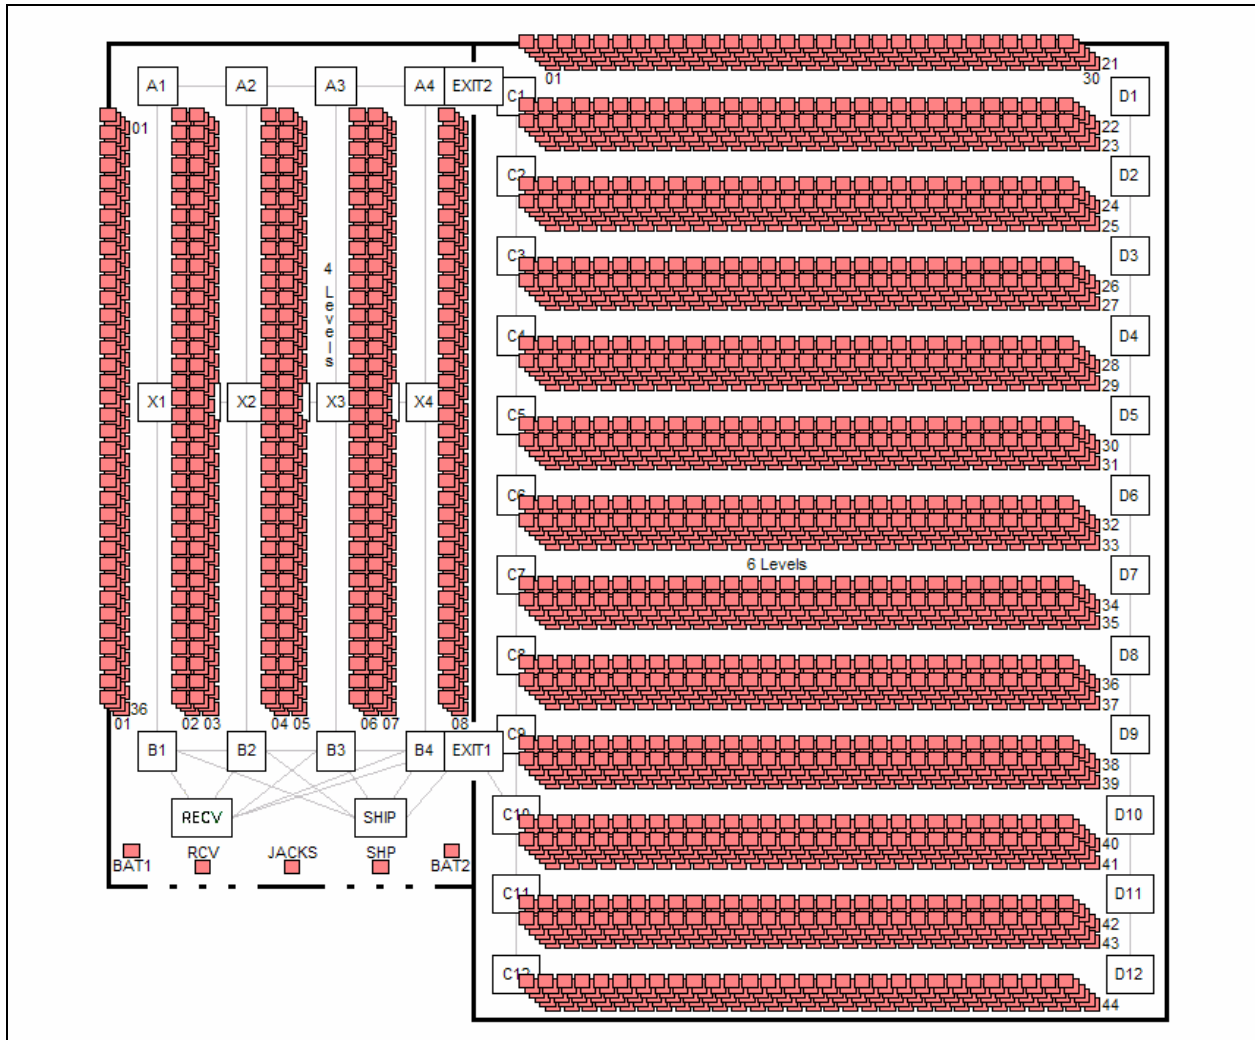 A1 A2 A3 A4 EXIT2
01 30 21
C1 D1
01
22
23
C2 D2
24
25
C3 D3
4 Levels
26
27
C4 D4
28
29
X1 X2 X3 X4
C5 D5
30
31
C6 D6
32
33
6 Levels
C7 D7
34
35
C8 D8
36
37
36
01 02 03 04 05 06 07 08
B1 B2 B3 B4 EXIT1
C9 D9
38
39
RECV SHIP
C10 D10
40
41
BAT1 RCV JACKS SHP BAT2
C11 D11
42
43
C12 D12
44